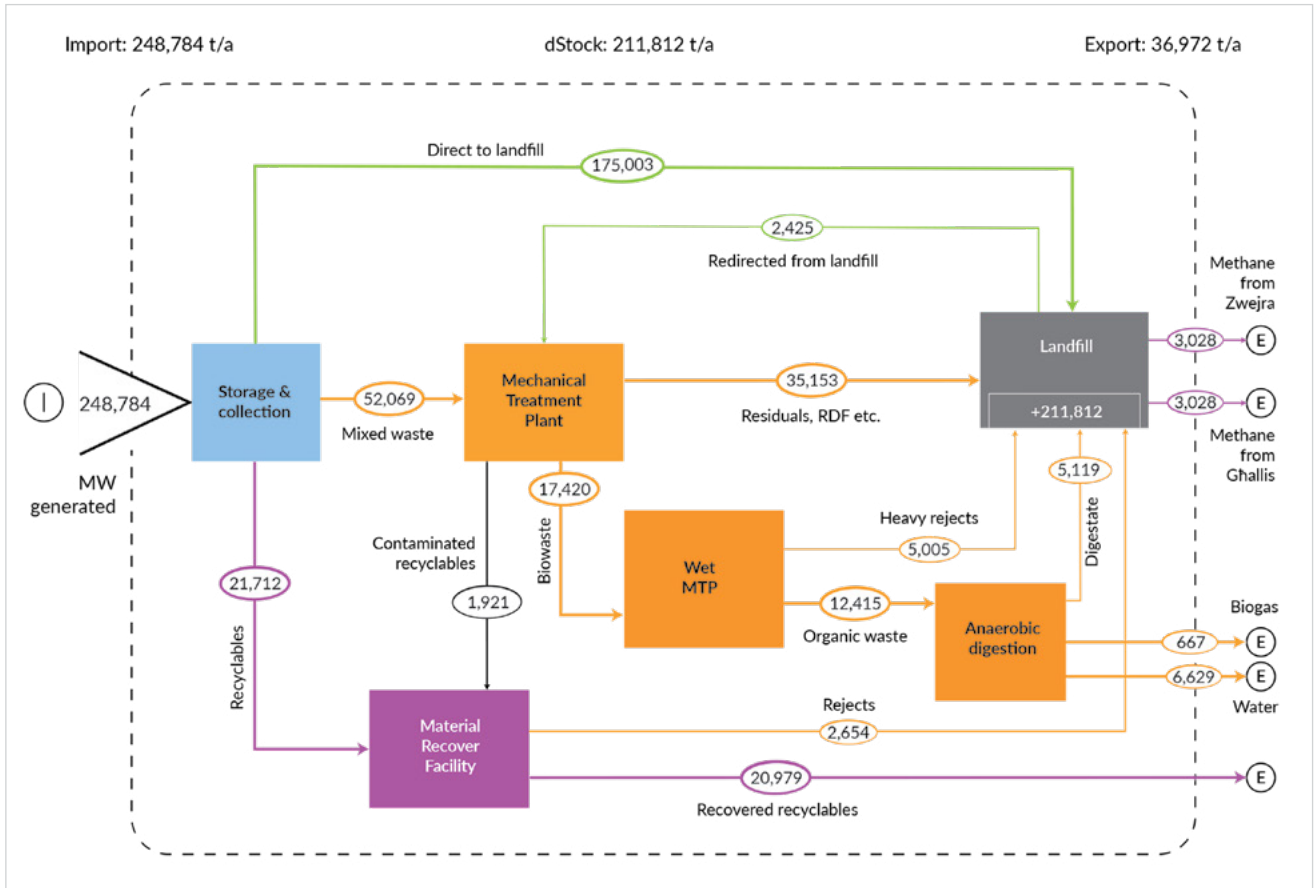 Import: 248,784 t/a
dStock: 211,812 t/a
Export: 36,972 t/a
Direct to landfill
175,003
2,425
Redirected from landfill
Methane
from
Zwejra
3,028
E
Landfill
+211,812
3,028
E
Methane
from
Għallis
I
248,784
MW
generated
Storage &
collection
52,069
Mixed waste
Mechanical
Treatment
Plant
35,153
Residuals, RDF etc.
17,420
Biowaste
Contaminated
recyclables
1,921
21,712
Recyclables
Wet
MTP
Heavy rejects
5,005
5,119
Digestate
12,415
Organic waste
Anaerobic
digestion
Biogas
667
E
6,629
E
Water
Material
Recover
Facility
Rejects
2,654
20,979
Recovered recyclables
E